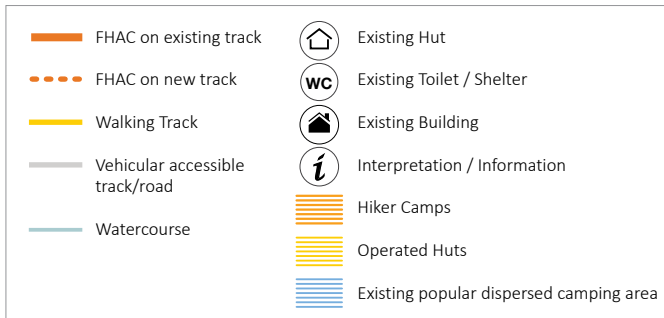 FHAC on existing track
FHAC on new track
Walking Track
Vehicular accessible
track/road
Watercourse
Existing Hut
WC
Existing Toilet / Shelter
Existing Building
i
Interpretation / Information
Hiker Camps
Operated Huts
Existing popular dispersed camping area